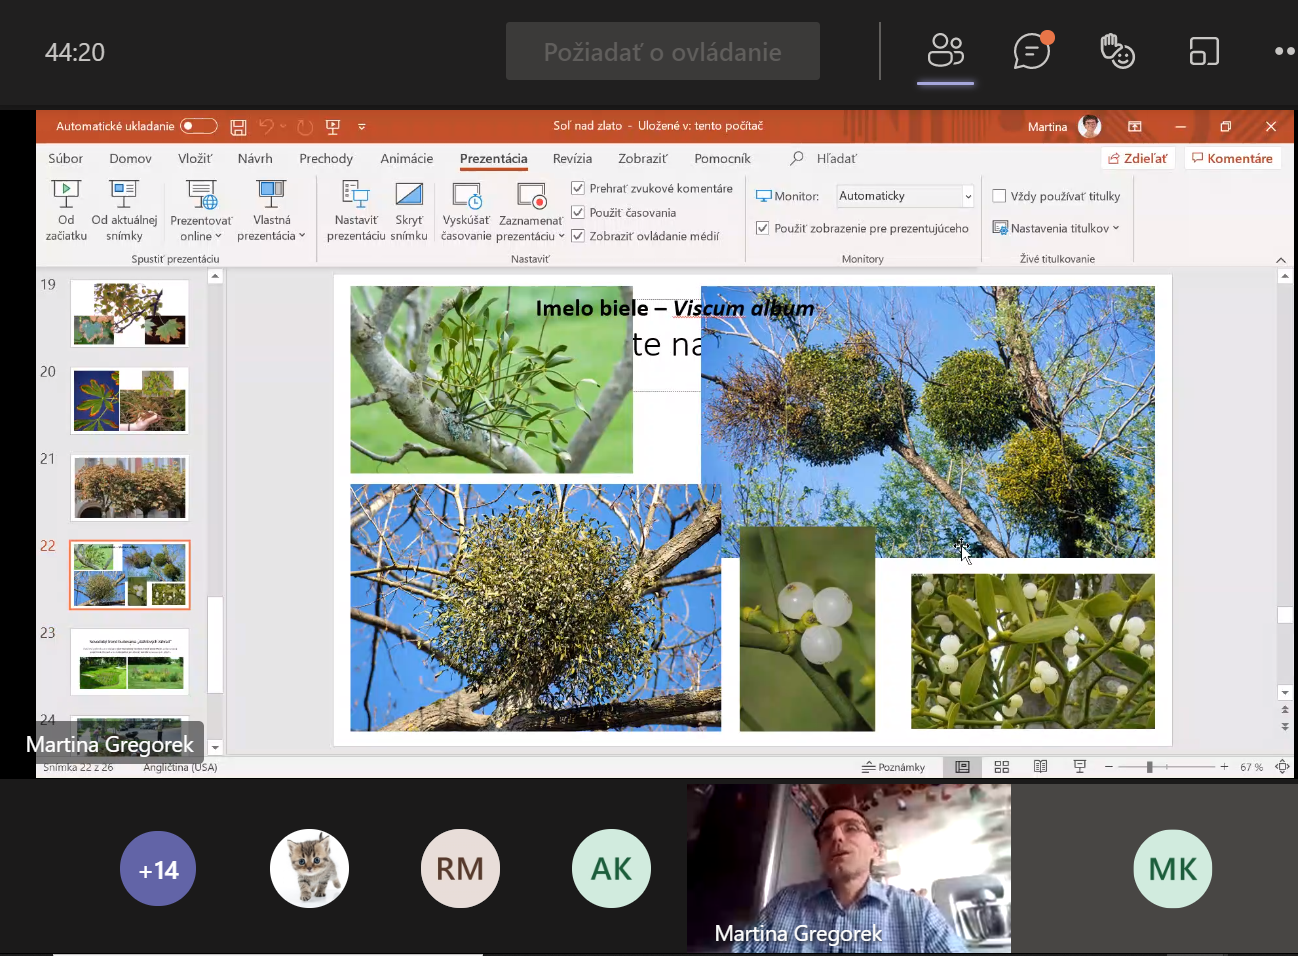 44:20
Požiadať o ovládanie
Automatické ukladanie
Soľ nad zlato - Uložené v: tento počítač
Martina
Súbor Domov Vložiť Návrh Prechody Animácie Prezentácia Revízia Zobraziť Pomocník Hľadať
Zdieľať Komentáre
Od začiatku
Od aktuálnej snímky
Prezentovať online
Vlastná prezentácia
Spustiť prezentáciu
Nastaviť prezentáciu
Skryť snímku
Vyskúšať časovanie
Zaznamenať prezentáciu
Prehrať zvukové komentáre
Použiť časovania
Zobraziť ovládanie médií
Nastaviť
Monitor: Automaticky
Použiť zobrazenie pre prezentujúceho
Monitory
Vždy používať titulky
Nastavenia titulkov
Živé titulkovanie
19
20
21
22
23
24
Imelo biele – Viscum album
te na
Martina Gregorek
Snímka 22 z 26 Angličtina (USA)
Poznámky
67 %
+14
RM
AK
Martina Gregorek
MK